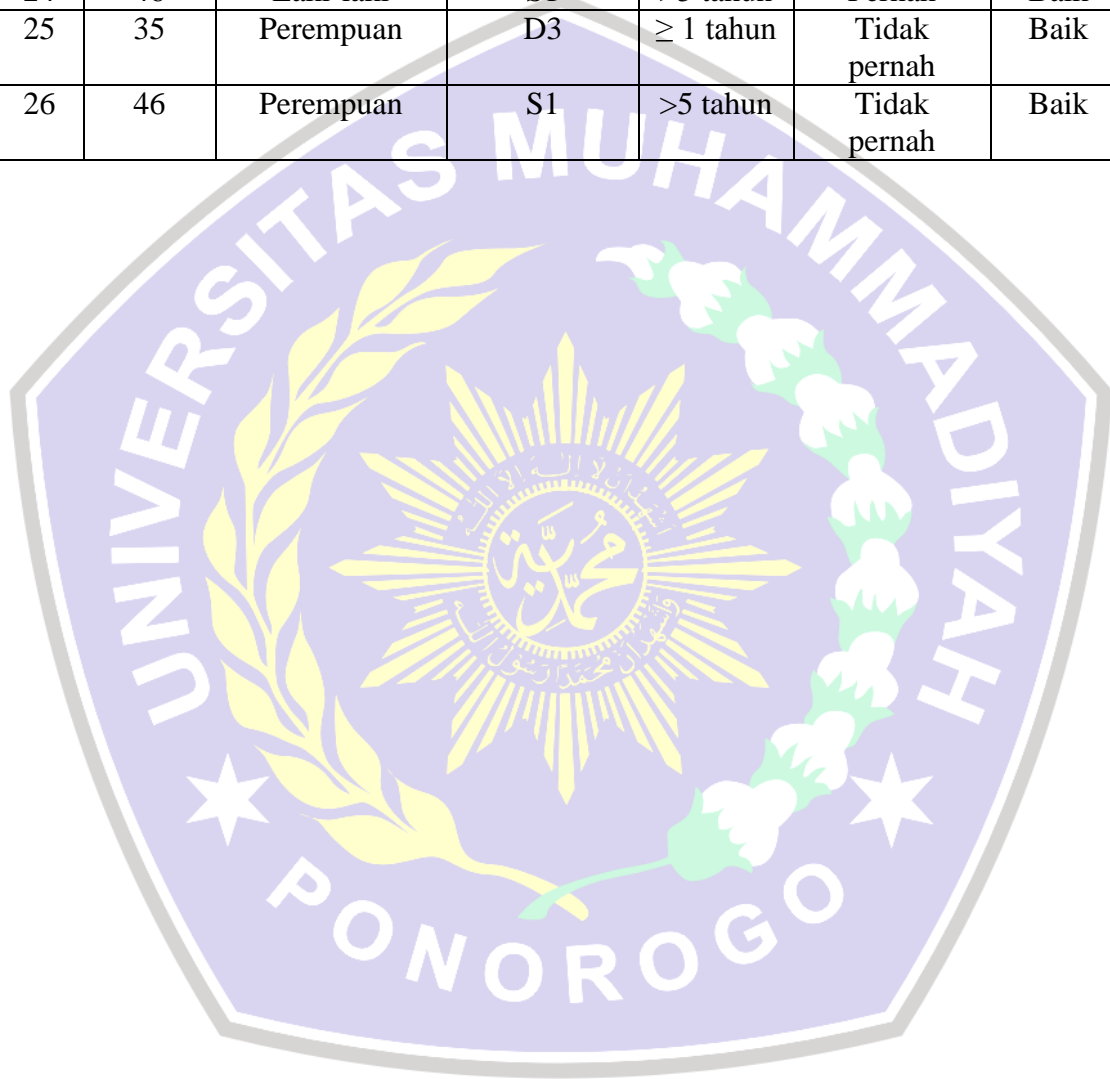 25 35 Perempuan D3 ≥ 1 tahun Tidak pernah Baik
26 46 Perempuan S1 >5 tahun Tidak pernah Baik
UNIVERSITAS MUHAMMADIYAH
محمدية
PONOROGO